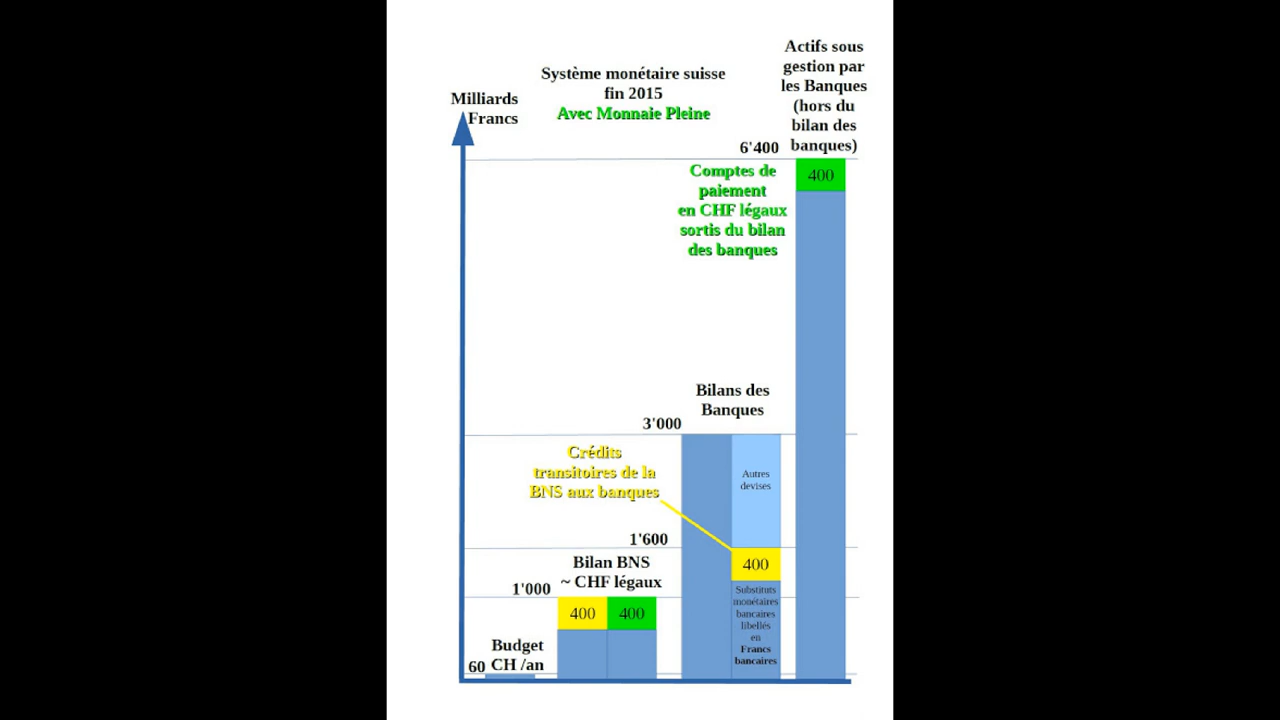 Système monétaire suisse
fin 2015
Avec Monnaie Pleine
Milliards
Francs
Actifs sous
gestion par
les Banques
(hors du
bilan des
banques)
6'400
400
Comptes de
paiement
en CHF légaux
sortis du bilan
des banques
Bilans des
Banques
3'000
Crédits
transitoires de la
BNS aux banques
Autres
devises
1'600
400
Bilan BNS
~ CHF légaux
1'000
400
400
Substituts
monétaires
bancaires
libellés
en
Francs
bancaires
Budget
CH /an
60